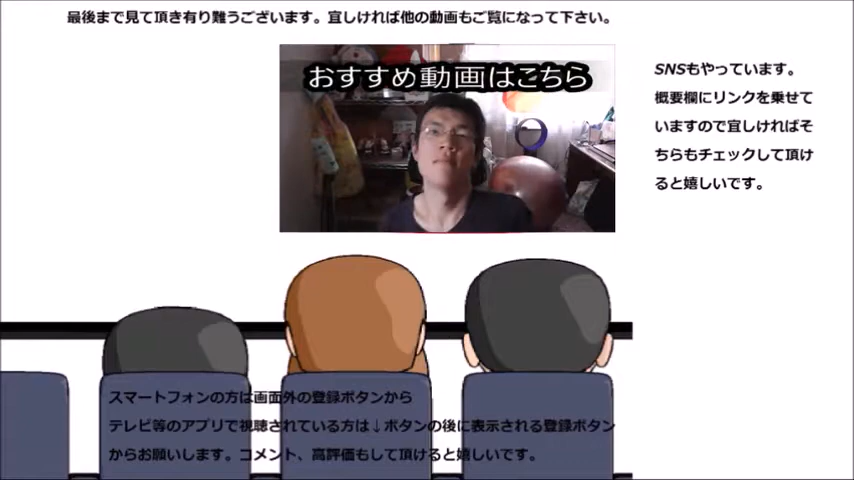 最後まで見て頂き有り難うございます。宜しければ他の動画もご覧になって下さい。
おすすめ動画はこちら
SNSもやっています。
概要欄にリンクを乗せて
いますので宜しければそ
ちらもチェックして頂け
ると嬉しいです。
スマートフォンの方は画面外の登録ボタンから
テレビ等のアプリで視聴されている方は↓ボタンの後に表示される登録ボタン
からお願いします。コメント、高評価もして頂けると嬉しいです。